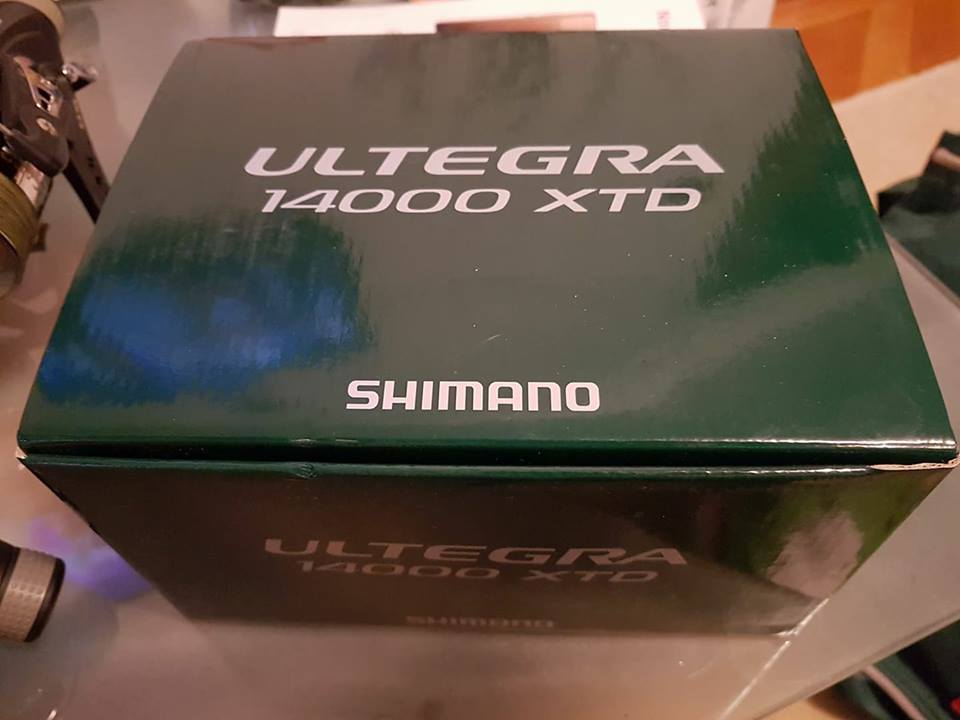 ULTEGRA
14000 XTD
SHIMANO
ULTEGRA
14000 XTD
SHIMANO